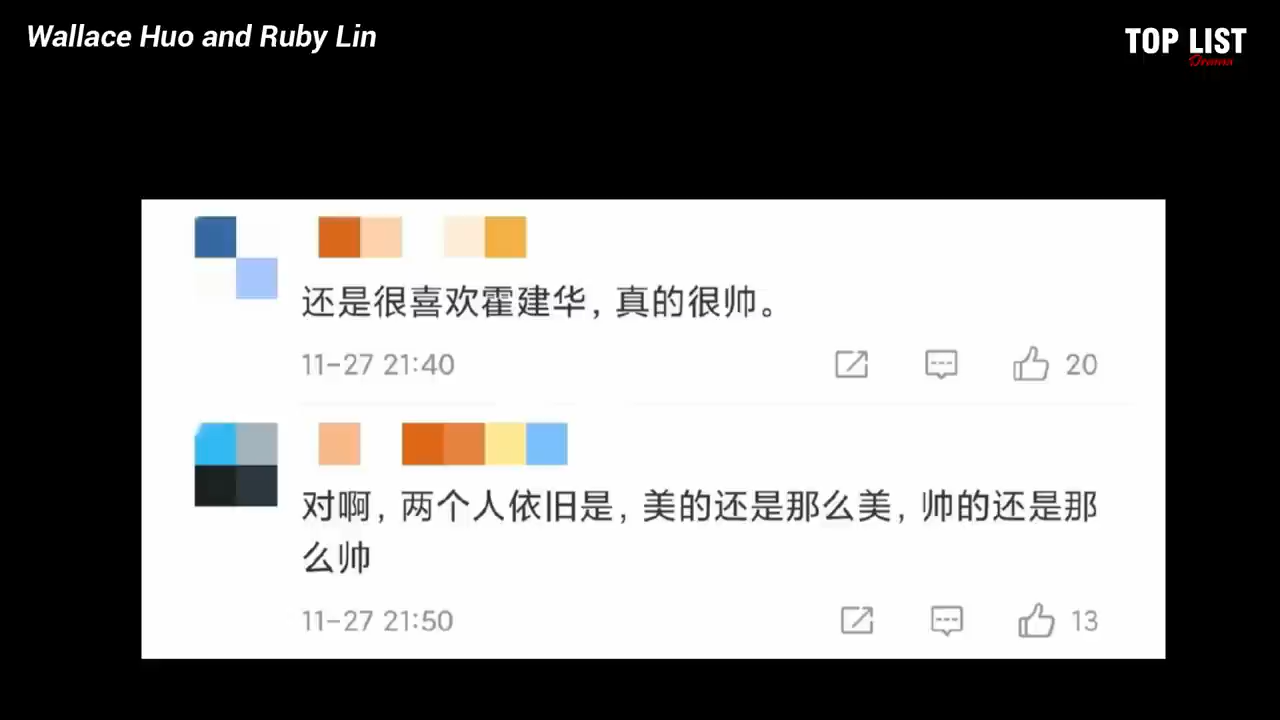 Wallace Huo and Ruby Lin
TOP LIST
Drama
还是很喜欢霍建华，真的很帅。
11-27 21:40
20
对啊，两个人依旧是，美的还是那么美，帅的还是那
么帅
11-27 21:50
13